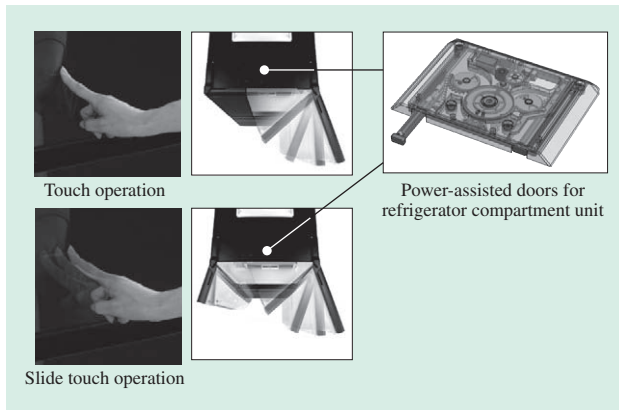 Touch operation
Power-assisted doors for
refrigerator compartment unit
Slide touch operation